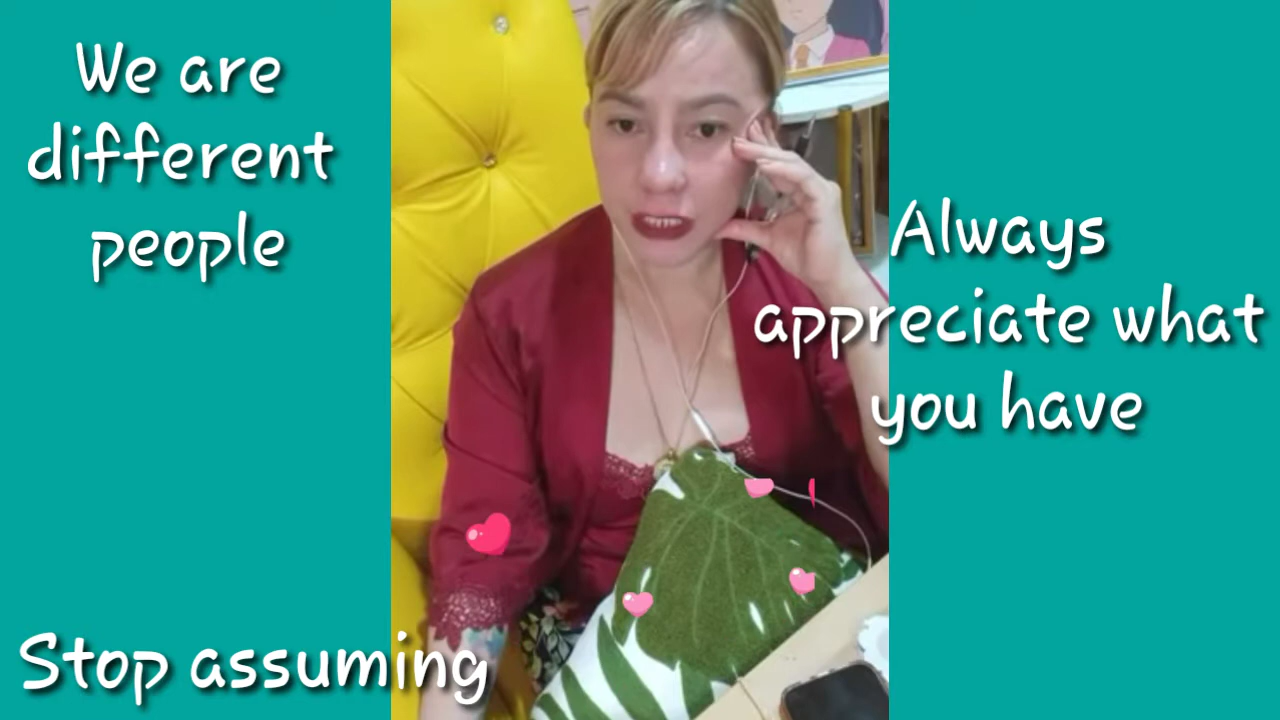 We are
different
people
Always
appreciate what
you have
Stop assuming